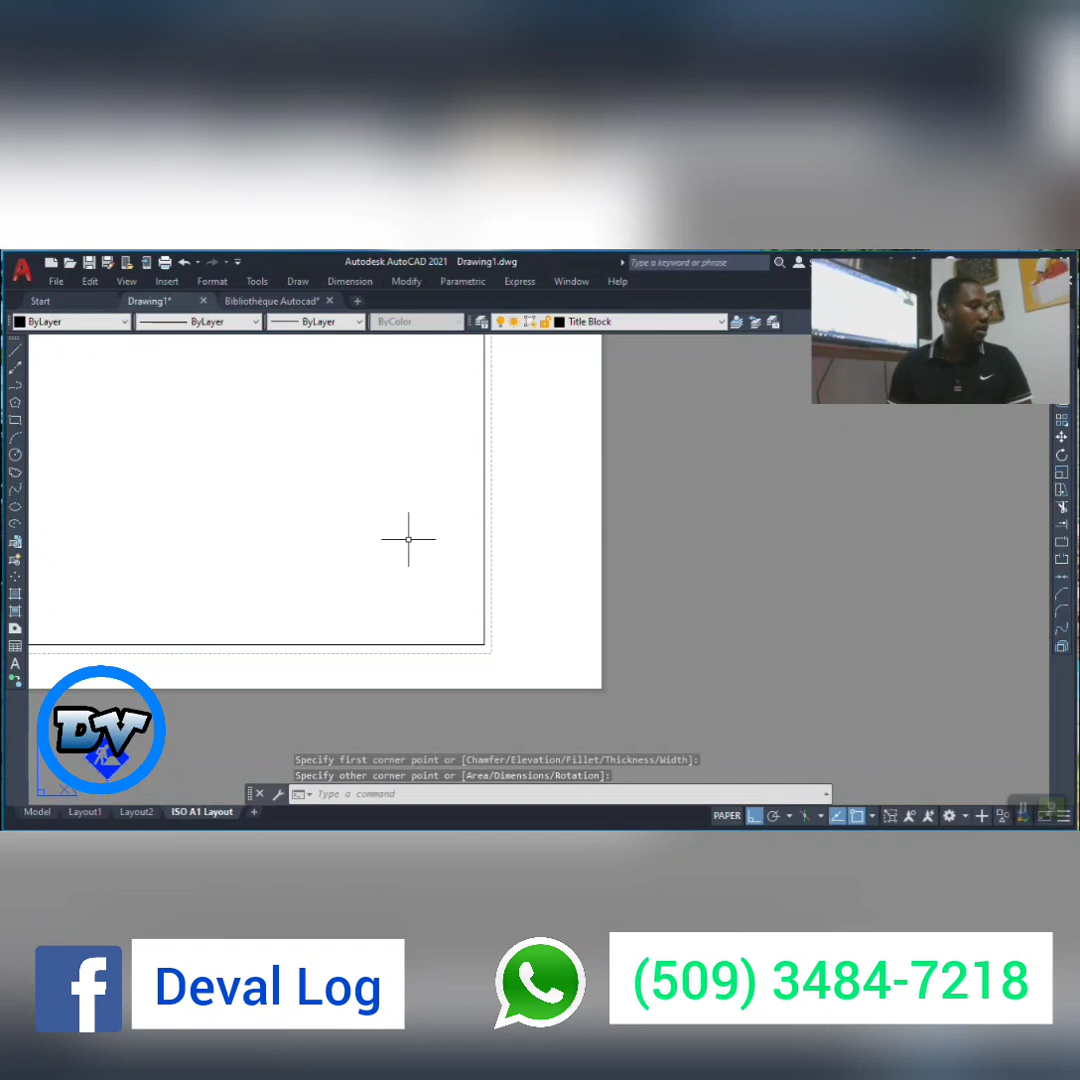 Autodesk AutoCAD 2021 Drawing1.dwg
Type a keyword or phrase
File Edit View Insert Format Tools Draw Dimension Modify Parametric Express Window Help
Start Drawing1* Bibliothèque Autocad*
ByLayer ByLayer ByLayer ByColor Title Block
A
DV
Specify first corner point or [Chamfer/Elevation/Fillet/Thickness/Width]:
Specify other corner point or [Area/Dimensions/Rotation]:
Type a command
Model Layout1 Layout2 ISO A1 Layout
PAPER
f Deval Log
(509) 3484-7218